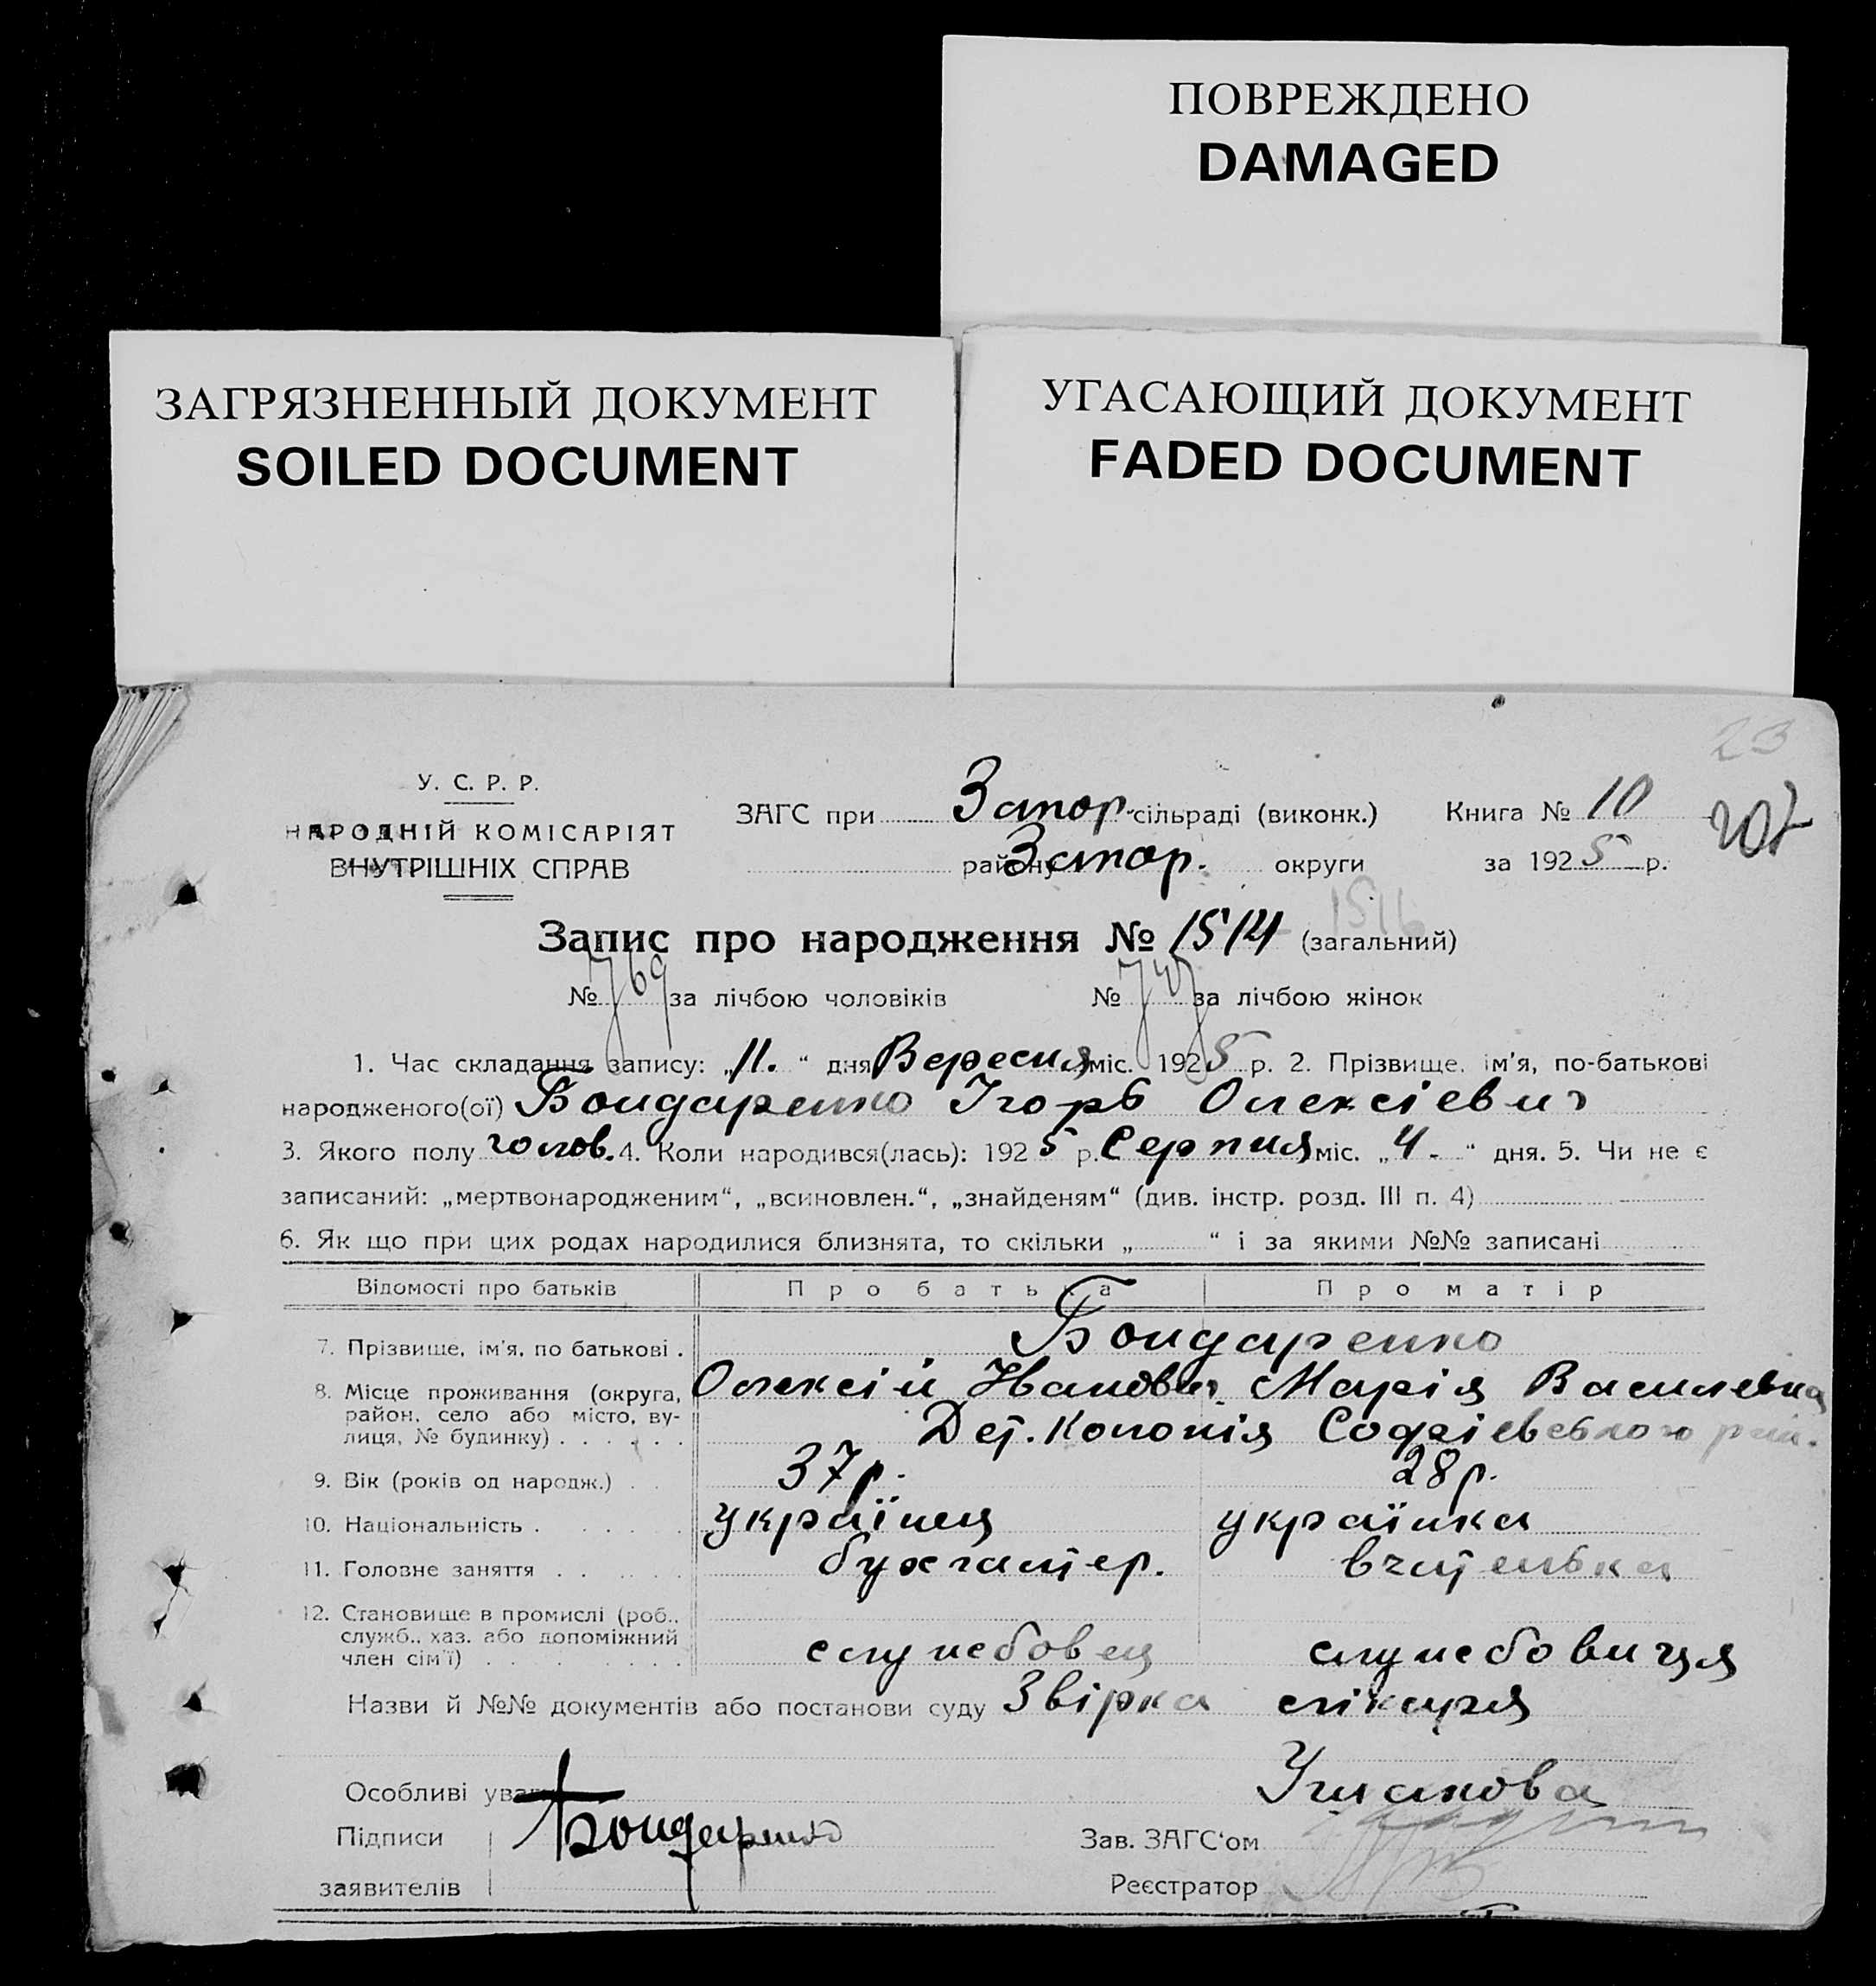 ПОВРЕЖДЕНО
DAMAGED
ЗАГРЯЗНЕННЫЙ ДОКУМЕНТ
SOILED DOCUMENT
УГАСАЮЩИЙ ДОКУМЕНТ
FADED DOCUMENT
23
У. С. Р. Р.
НАРОДНІЙ КОМІСАРІЯТ
ВНУТРІШНІХ СПРАВ
ЗАГС при Запор. сільраді (виконк.) Книга № 10
району Запор. округи за 1925 р.
207
1516
Запис про народження № 1514 (загальний)
№ 769 за лічбою чоловіків № за лічбою жінок
1. Час складання запису: „11.“ дня Вересня міс. 1925 р. 2. Прізвище, ім'я, по-батькові
народженого(ої) Бондаренко Ігорь Олексієвич
3. Якого полу чолов. 4. Коли народився(лась): 1925 р. Серпня міс. „4.“ дня. 5. Чи не є
записаний: „мертвонародженим“, „всиновлен.“, „знайденям“ (див. інстр. розд. III п. 4)
6. Як що при цих родах народилися близнята, то скільки „ “ і за якими №№ записані
Відомості про батьків Про батька Про матір
7. Прізвище, ім'я, по батькові . Бондаренко
Олексій Іванович Марія Василевна
8. Місце проживання (округа, район, село або місто, вулиця, № будинку) . . . . . . Дет. Колонія Софієвського рай.
9. Вік (років од народж.) . . 37 р. 28 р.
10. Національність . . . . . українець українка
11. Головне заняття . . . . . бухгалтер. вчителька
12. Становище в промислі (роб., служб., хаз. або допоміжний член сім'ї) . . . . . . . службовець службовиця
Назви й №№ документів або постанови суду Звірка лікаря
Ушакова
Особливі уваги
Підписи Бондаренко Зав. ЗАГС'ом
заявителів Реєстратор